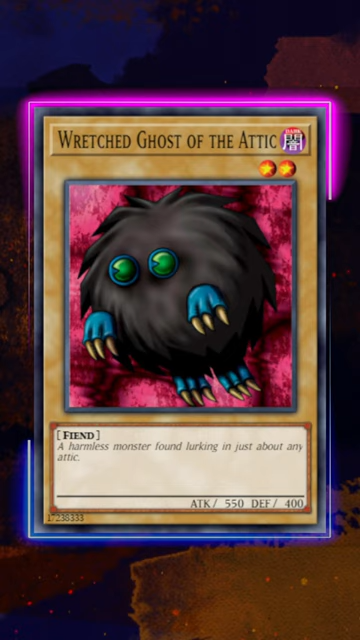 WRETCHED GHOST OF THE ATTIC
DARK
闇
[FIEND]
A harmless monster found lurking in just about any
attic.
ATK/ 550 DEF/ 400
17238333